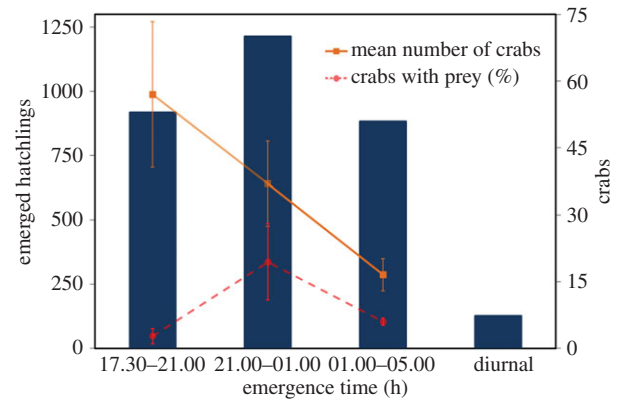 1250
1000
750
500
250
0
emerged hatchlings
75
60
45
30
15
0
crabs
mean number of crabs
crabs with prey (%)
17.30–21.00 21.00–01.00 01.00–05.00 diurnal
emergence time (h)